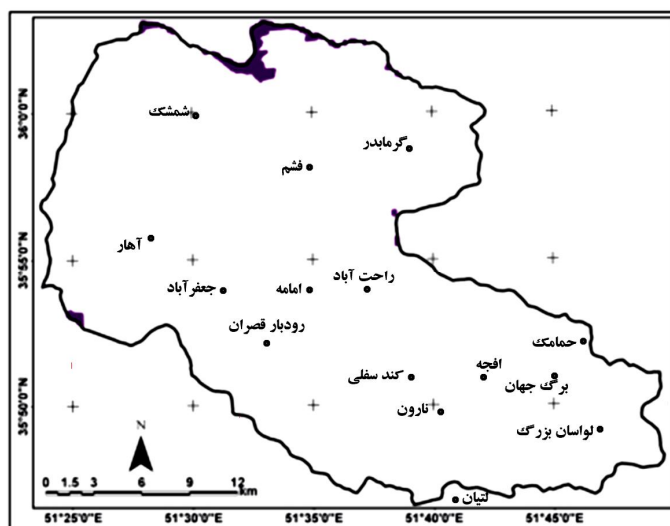 36°0'0"N
35°55'0"N
35°50'0"N
شمشک
گرمابدر
فشم
آهار
راحت آباد
امامه
جعفرآباد
رودبار قصران
حمامک
افجه
کند سفلی
برگ جهان
نارون
لواسان بزرگ
لتیان
N
0 1.5 3 6 9 12
km
51°25'0"E 51°30'0"E 51°35'0"E 51°40'0"E 51°45'0"E